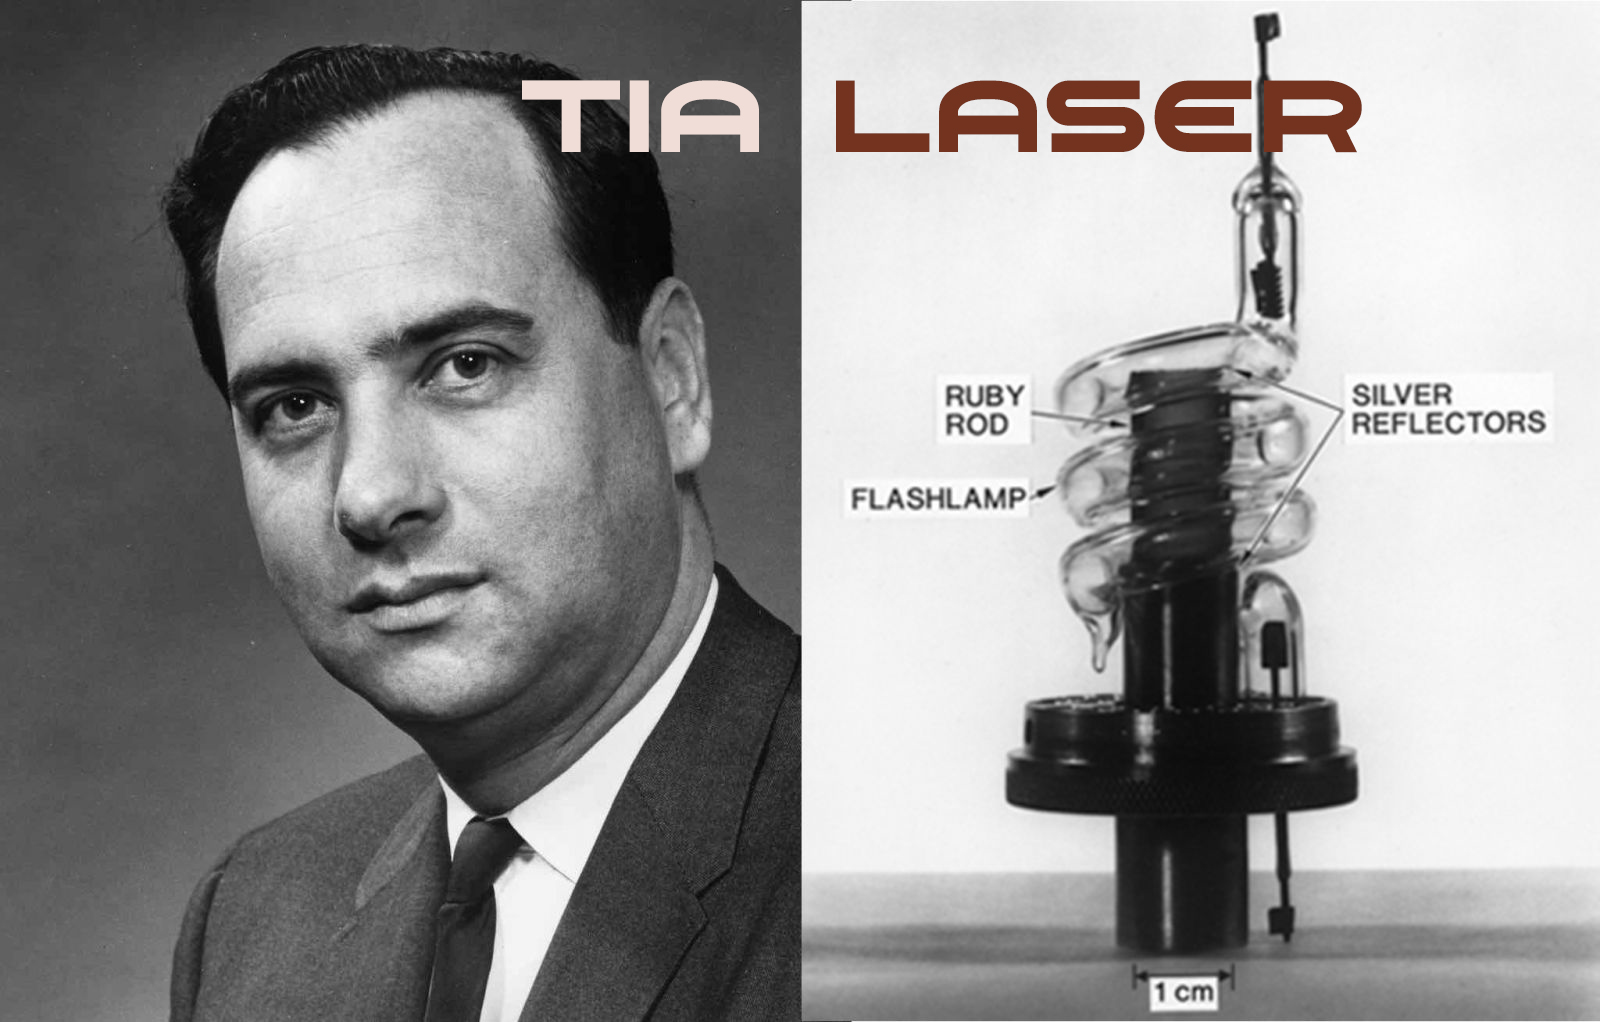 TIA LASER
RUBY
ROD
SILVER
REFLECTORS
FLASHLAMP
1 cm